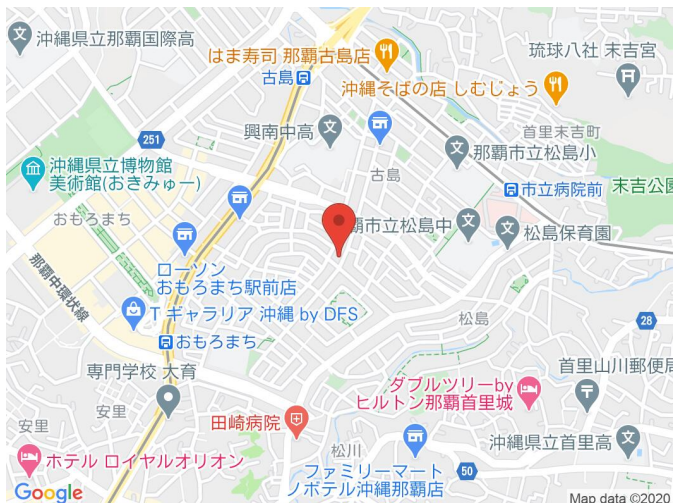 沖縄県立那覇国際高
はま寿司 那覇古島店
古島
沖縄そばの店 しむじょう
琉球八社 末吉宮
251
興南中高
首里末吉町
那覇市立松島小
沖縄県立博物館
美術館(おきみゅー)
古島
市立病院前
末吉公園
おもろまち
覇市立松島中
松島保育園
那覇中環状線
ローソン
おもろまち駅前店
T ギャラリア 沖縄 by DFS
松島
28
おもろまち
首里山川郵便局
専門学校 大育
ダブルツリーby
ヒルトン那覇首里城
安里
田崎病院
安里
松川
沖縄県立首里高
ホテル ロイヤルオリオン
ファミリーマート
ノボテル沖縄那覇店
50
Google
Map data ©2020